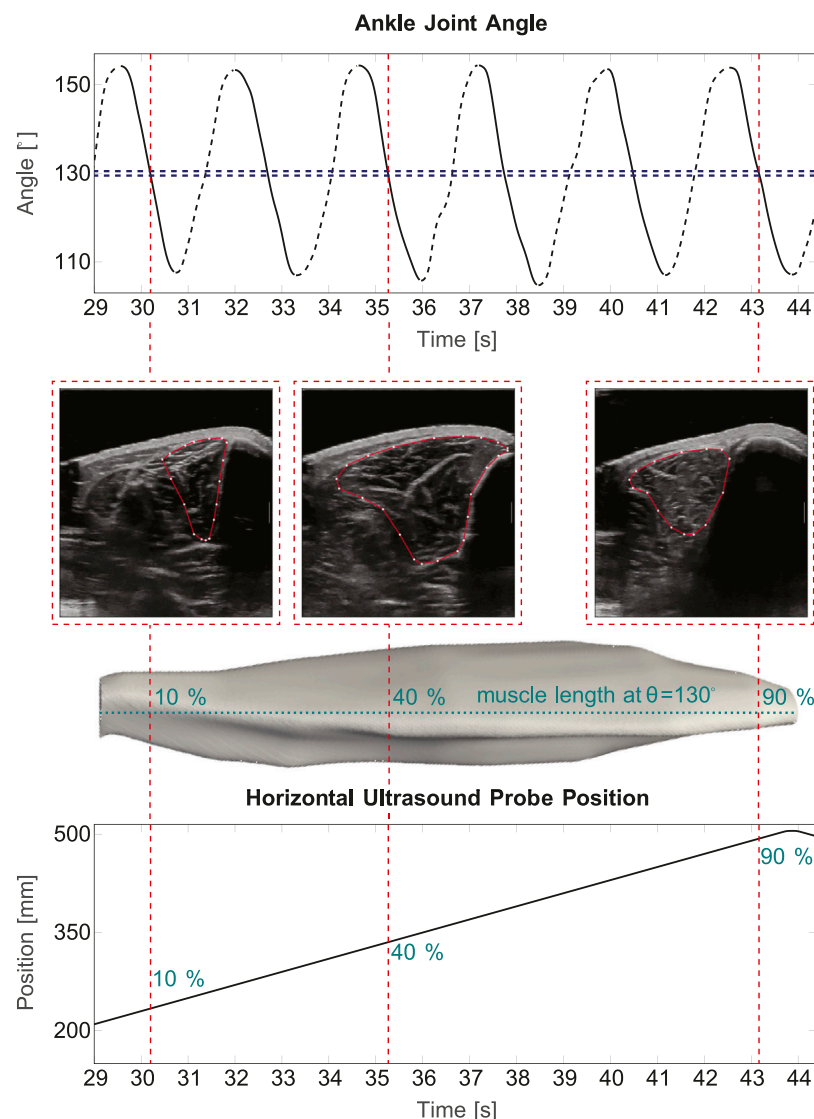 Ankle Joint Angle
Angle [°]
150
130
110
29 30 31 32 33 34 35 36 37 38 39 40 41 42 43 44
Time [s]
10 % 40 % muscle length at θ=130° 90 %
Horizontal Ultrasound Probe Position
Position [mm]
500
350
200
90 %
40 %
10 %
29 30 31 32 33 34 35 36 37 38 39 40 41 42 43 44
Time [s]